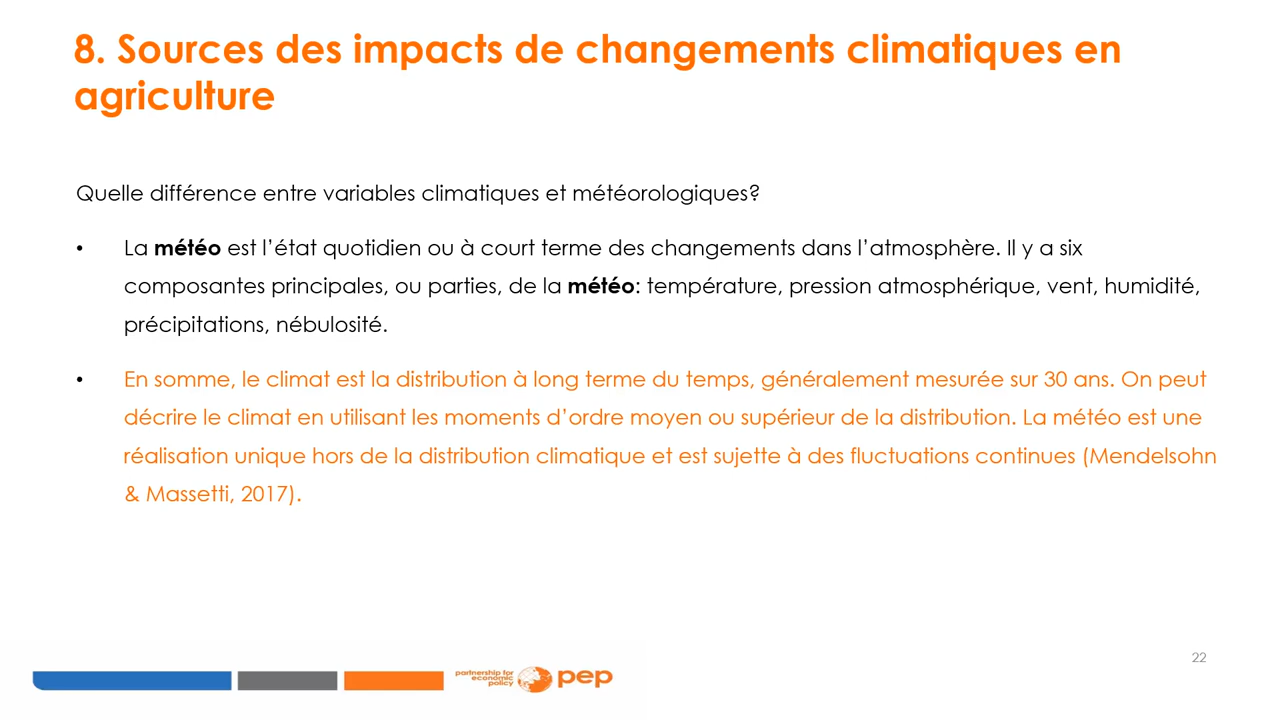 8. Sources des impacts de changements climatiques en
agriculture
Quelle différence entre variables climatiques et météorologiques?
• La météo est l’état quotidien ou à court terme des changements dans l’atmosphère. Il y a six
composantes principales, ou parties, de la météo: température, pression atmosphérique, vent, humidité,
précipitations, nébulosité.
• En somme, le climat est la distribution à long terme du temps, généralement mesurée sur 30 ans. On peut
décrire le climat en utilisant les moments d’ordre moyen ou supérieur de la distribution. La météo est une
réalisation unique hors de la distribution climatique et est sujette à des fluctuations continues (Mendelsohn
& Massetti, 2017).
22
partnership for
economic
policy
pep